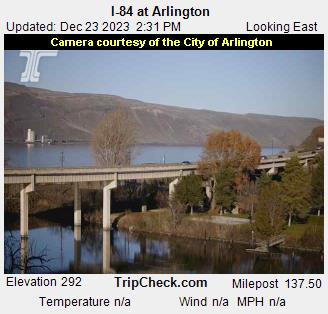 I-84 at Arlington
Updated: Dec 23 2023 2:31 PM Looking East
Camera courtesy of the City of Arlington
Elevation 292 TripCheck.com Milepost 137.50
Temperature n/a Wind n/a MPH n/a